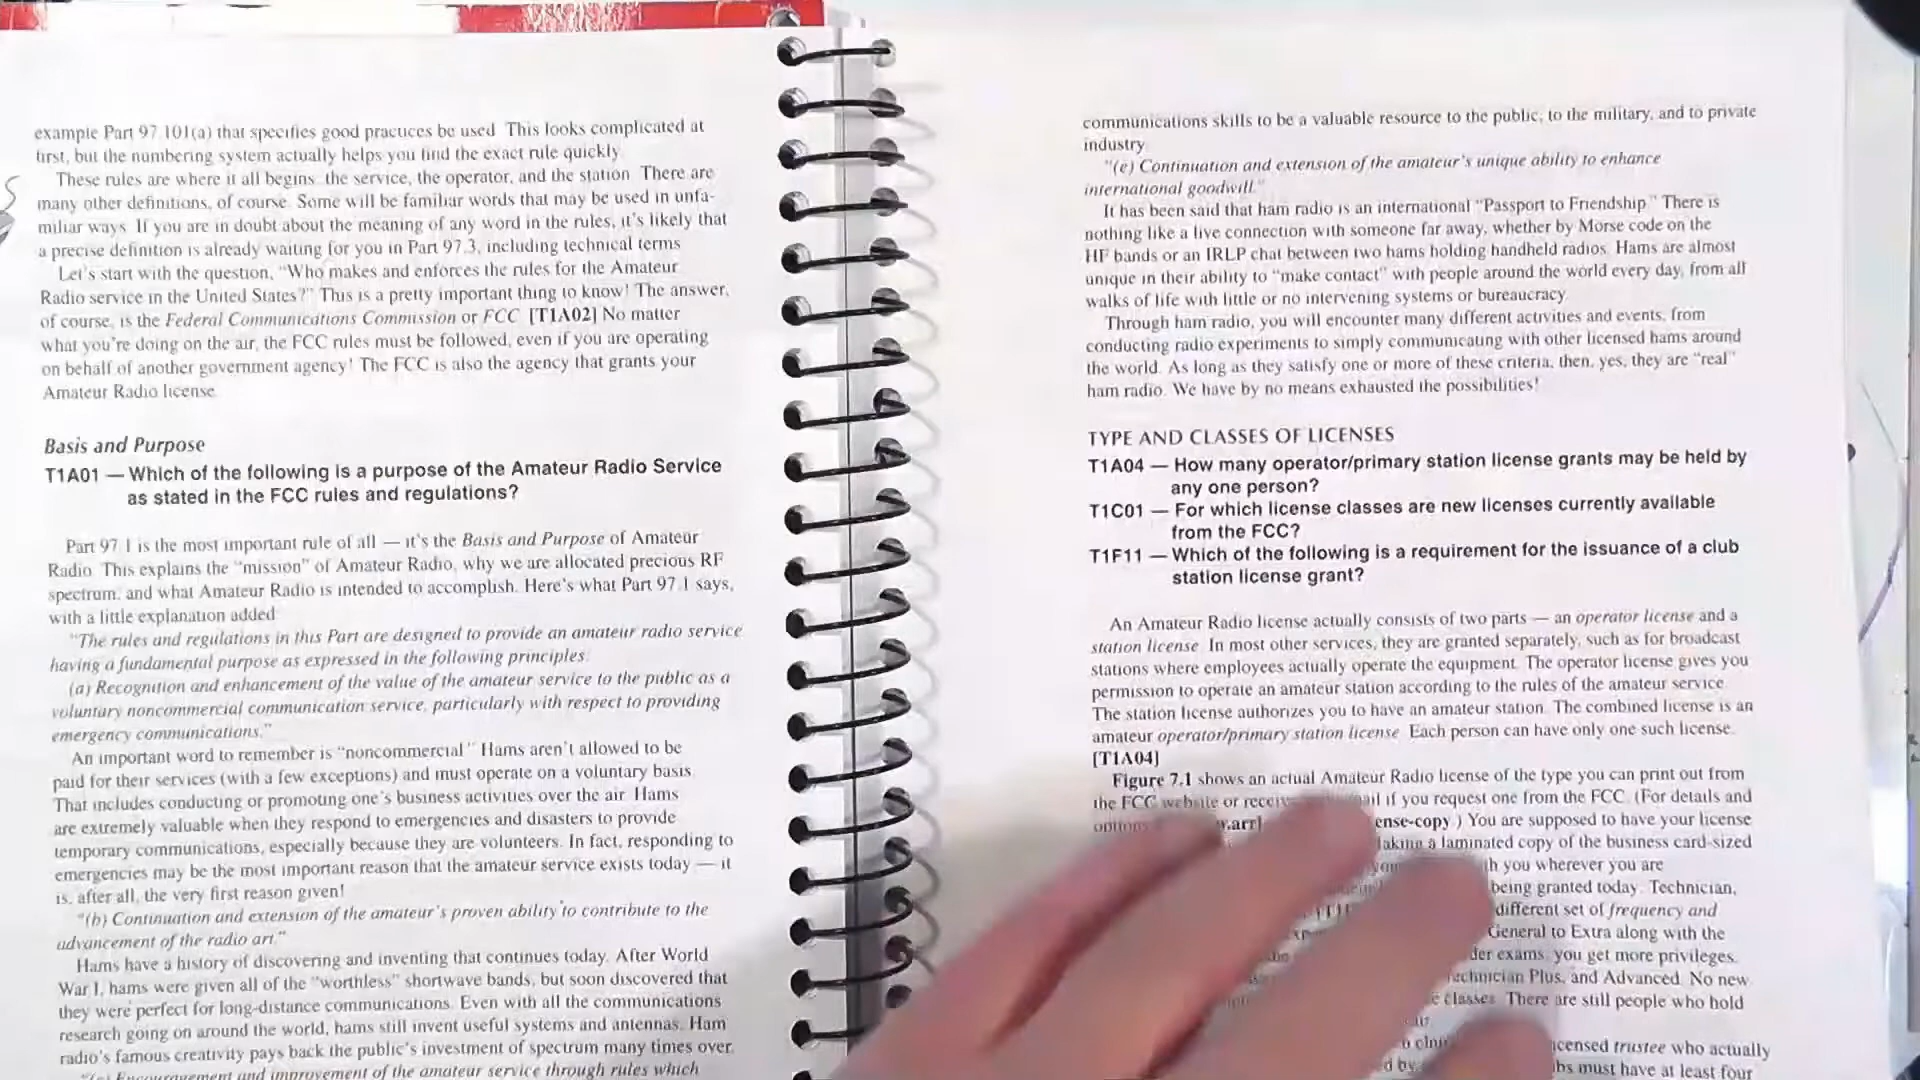 example Part 97.101(a) that specifies good practices be used. This looks complicated at
first, but the numbering system actually helps you find the exact rule quickly.
These rules are where it all begins: the service, the operator, and the station. There are
many other definitions, of course. Some will be familiar words that may be used in unfa-
miliar ways. If you are in doubt about the meaning of any word in the rules, it's likely that
a precise definition is already waiting for you in Part 97.3, including technical terms.
Let's start with the question, "Who makes and enforces the rules for the Amateur
Radio service in the United States?" This is a pretty important thing to know! The answer,
of course, is the Federal Communications Commission or FCC. [T1A02] No matter
what you're doing on the air, the FCC rules must be followed, even if you are operating
on behalf of another government agency! The FCC is also the agency that grants your
Amateur Radio license.
Basis and Purpose
T1A01 — Which of the following is a purpose of the Amateur Radio Service
as stated in the FCC rules and regulations?
Part 97.1 is the most important rule of all — it's the Basis and Purpose of Amateur
Radio. This explains the "mission" of Amateur Radio, why we are allocated precious RF
spectrum, and what Amateur Radio is intended to accomplish. Here's what Part 97.1 says,
with a little explanation added:
"The rules and regulations in this Part are designed to provide an amateur radio service
having a fundamental purpose as expressed in the following principles:
(a) Recognition and enhancement of the value of the amateur service to the public as a
voluntary noncommercial communication service, particularly with respect to providing
emergency communications."
An important word to remember is "noncommercial." Hams aren't allowed to be
paid for their services (with a few exceptions) and must operate on a voluntary basis.
That includes conducting or promoting one's business activities over the air. Hams
are extremely valuable when they respond to emergencies and disasters to provide
temporary communications, especially because they are volunteers. In fact, responding to
emergencies may be the most important reason that the amateur service exists today — it
is, after all, the very first reason given!
"(b) Continuation and extension of the amateur's proven ability to contribute to the
advancement of the radio art."
Hams have a history of discovering and inventing that continues today. After World
War I, hams were given all of the "worthless" shortwave bands, but soon discovered that
they were perfect for long-distance communications. Even with all the communications
research going on around the world, hams still invent useful systems and antennas. Ham
radio's famous creativity pays back the public's investment of spectrum many times over.
"(c) Encouragement and improvement of the amateur service through rules which
communications skills to be a valuable resource to the public, to the military, and to private
industry.
"(e) Continuation and extension of the amateur's unique ability to enhance
international goodwill."
It has been said that ham radio is an international "Passport to Friendship." There is
nothing like a live connection with someone far away, whether by Morse code on the
HF bands or an IRLP chat between two hams holding handheld radios. Hams are almost
unique in their ability to "make contact" with people around the world every day, from all
walks of life with little or no intervening systems or bureaucracy.
Through ham radio, you will encounter many different activities and events, from
conducting radio experiments to simply communicating with other licensed hams around
the world. As long as they satisfy one or more of these criteria, then, yes, they are "real"
ham radio. We have by no means exhausted the possibilities!
TYPE AND CLASSES OF LICENSES
T1A04 — How many operator/primary station license grants may be held by
any one person?
T1C01 — For which license classes are new licenses currently available
from the FCC?
T1F11 — Which of the following is a requirement for the issuance of a club
station license grant?
An Amateur Radio license actually consists of two parts — an operator license and a
station license. In most other services, they are granted separately, such as for broadcast
stations where employees actually operate the equipment. The operator license gives you
permission to operate an amateur station according to the rules of the amateur service.
The station license authorizes you to have an amateur station. The combined license is an
amateur operator/primary station license. Each person can have only one such license.
[T1A04]
Figure 7.1 shows an actual Amateur Radio license of the type you can print out from
the FCC website or if you request one from the FCC. (For details and
ense-copy.) You are supposed to have your license
a laminated copy of the business card-sized
you wherever you are
being granted today: Technician,
different set of frequency and
General to Extra along with the
exams, you get more privileges.
Technician Plus, and Advanced. No new
classes. There are still people who hold
trustee who actually
must have at least four